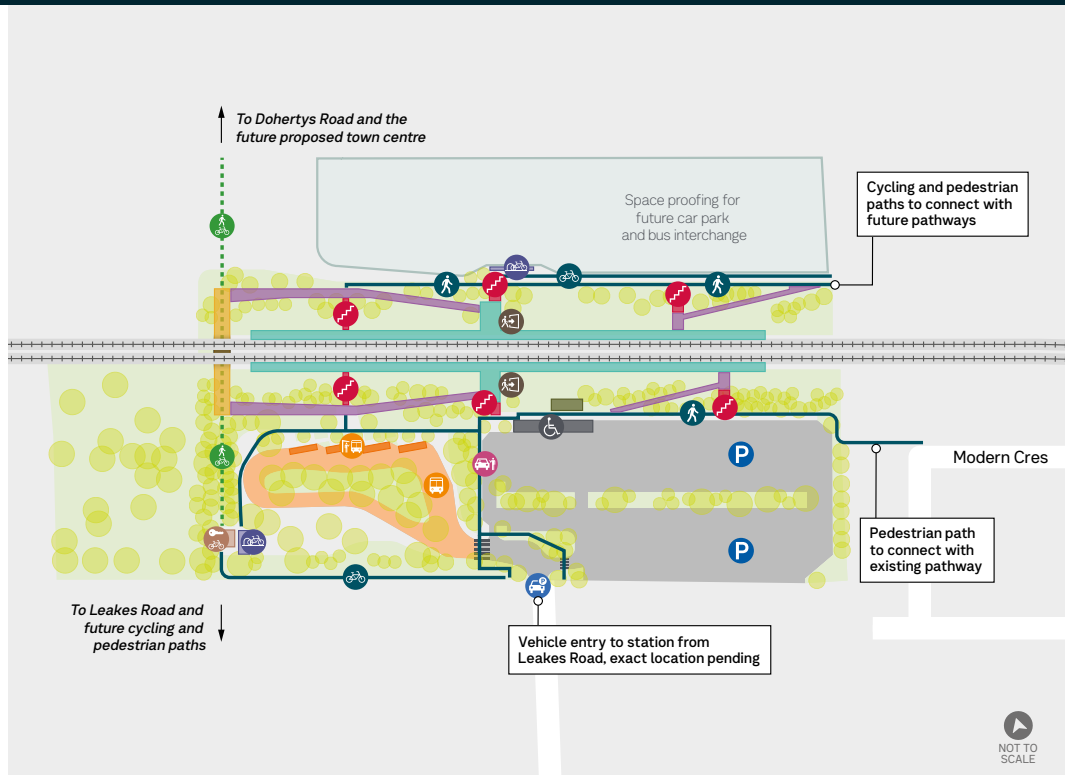 To Dohertys Road and the
future proposed town centre
Space proofing for
future car park
and bus interchange
Cycling and pedestrian
paths to connect with
future pathways
Modern Cres
P
P
Pedestrian path
to connect with
existing pathway
To Leakes Road and
future cycling and
pedestrian paths
Vehicle entry to station from
Leakes Road, exact location pending
NOT TO
SCALE